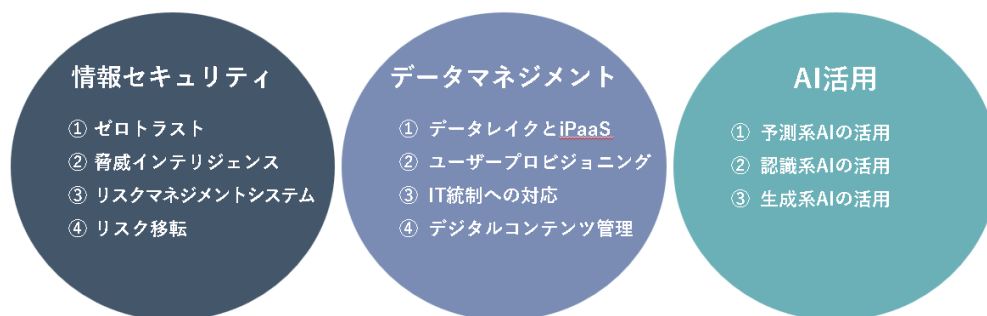 情報セキュリティ
① ゼロトラスト
② 脅威インテリジェンス
③ リスクマネジメントシステム
④ リスク移転
データマネジメント
① データレイクとiPaaS
② ユーザープロビジョニング
③ IT統制への対応
④ デジタルコンテンツ管理
AI活用
① 予測系AIの活用
② 認識系AIの活用
③ 生成系AIの活用